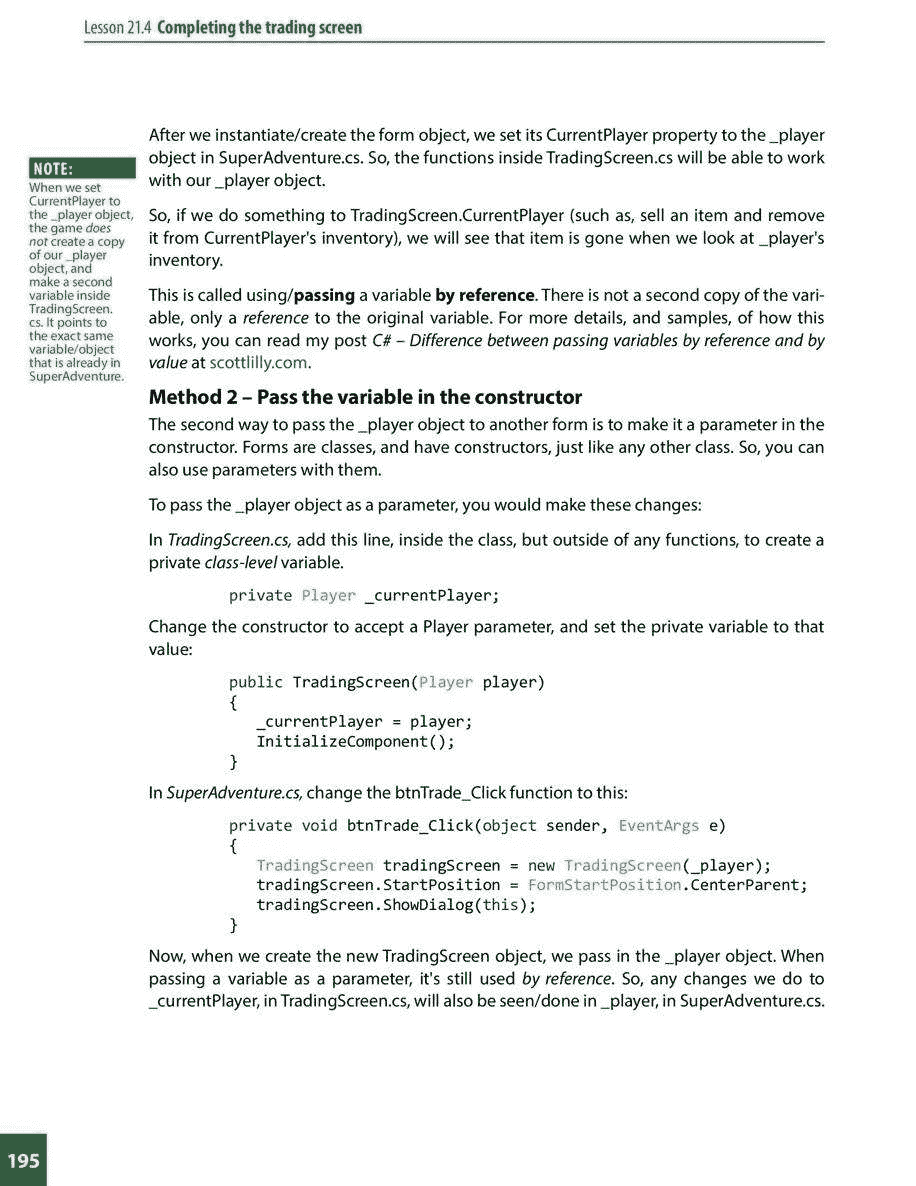 Lesson 21.4 Completing the trading screen
After we instantiate/create the form object, we set its CurrentPlayer property to the _player
object in SuperAdventure.cs. So, the functions inside TradingScreen.cs will be able to work
with our _player object.
So, if we do something to TradingScreen.CurrentPlayer (such as, sell an item and remove
it from CurrentPlayer's inventory), we will see that item is gone when we look at _player's
inventory.
This is called using/passing a variable by reference. There is not a second copy of the vari-
able, only a reference to the original variable. For more details, and samples, of how this
works, you can read my post C# – Difference between passing variables by reference and by
value at scottlilly.com.
NOTE:
When we set
CurrentPlayer to
the _player object,
the game does
not create a copy
of our _player
object, and
make a second
variable inside
TradingScreen.
cs. It points to
the exact same
variable/object
that is already in
SuperAdventure.
Method 2 – Pass the variable in the constructor
The second way to pass the _player object to another form is to make it a parameter in the
constructor. Forms are classes, and have constructors, just like any other class. So, you can
also use parameters with them.
To pass the _player object as a parameter, you would make these changes:
In TradingScreen.cs, add this line, inside the class, but outside of any functions, to create a
private class-level variable.
private Player _currentPlayer;
Change the constructor to accept a Player parameter, and set the private variable to that
value:
public TradingScreen(Player player)
{
_currentPlayer = player;
InitializeComponent();
}
In SuperAdventure.cs, change the btnTrade_Click function to this:
private void btnTrade_Click(object sender, EventArgs e)
{
TradingScreen tradingScreen = new TradingScreen(_player);
tradingScreen.StartPosition = FormStartPosition.CenterParent;
tradingScreen.ShowDialog(this);
}
Now, when we create the new TradingScreen object, we pass in the _player object. When
passing a variable as a parameter, it's still used by reference. So, any changes we do to
_currentPlayer, in TradingScreen.cs, will also be seen/done in _player, in SuperAdventure.cs.
195